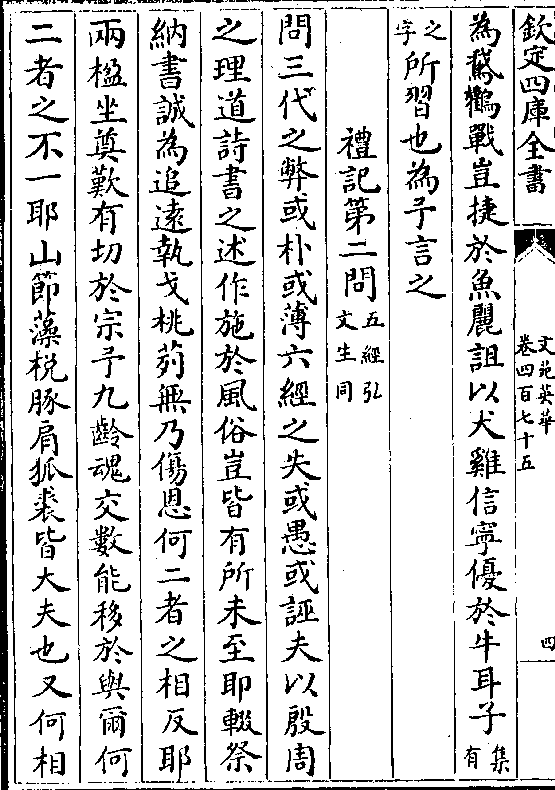 欽定四庫全書
文苑英華
卷四百七十五
四
為鵞鸛戰豈捷於魚麗詛以犬雞信寧優於牛耳子集有
之字所習也為予言之
禮記第二問五經弘文生同
問三代之弊或朴或薄六經之失或愚或誣夫以殷周
之理道詩書之述作施於風俗豈皆有所未至耶輟祭
納書誠為追遠執戈桃茢無乃傷恩何二者之相反耶
兩楹坐奠歎有切於宗予九齡魂交數能移於與爾何
二者之不一耶山節藻棁豚肩狐裘皆大夫也又何相